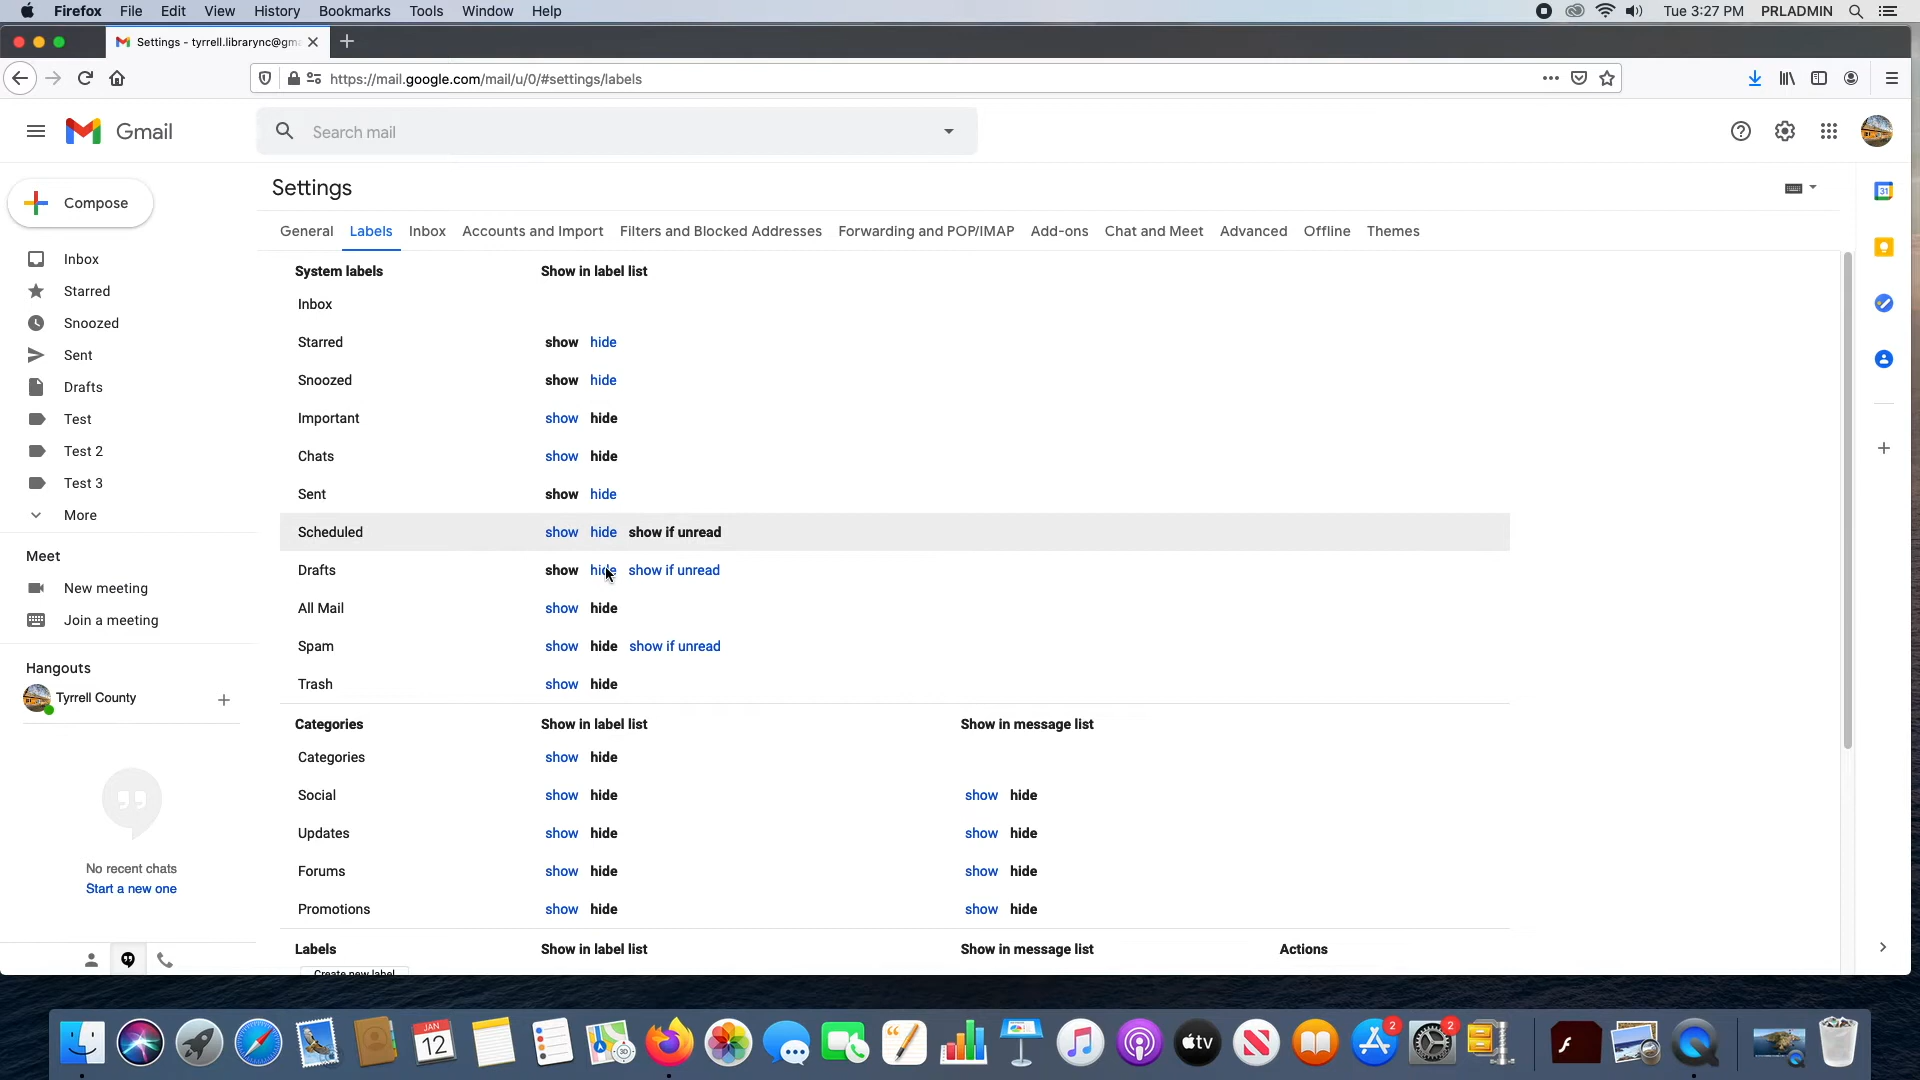 Firefox File Edit View History Bookmarks Tools Window Help Tue 3:27 PM PRLADMIN
Settings - tyrrell.librarync@gm
https://mail.google.com/mail/u/0/#settings/labels
Gmail Search mail
Settings
Compose
General Labels Inbox Accounts and Import Filters and Blocked Addresses Forwarding and POP/IMAP Add-ons Chat and Meet Advanced Offline Themes
Inbox
Starred
Snoozed
Sent
Drafts
Test
Test 2
Test 3
More
Meet
New meeting
Join a meeting
Hangouts
Tyrrell County
No recent chats
Start a new one
System labels Show in label list
Inbox
Starred show hide
Snoozed show hide
Important show hide
Chats show hide
Sent show hide
Scheduled show hide show if unread
Drafts show hide show if unread
All Mail show hide
Spam show hide show if unread
Trash show hide
Categories Show in label list Show in message list
Categories show hide
Social show hide show hide
Updates show hide show hide
Forums show hide show hide
Promotions show hide show hide
Labels Show in label list Show in message list Actions
Create new label
31
JAN
12
3D
tv
2
2